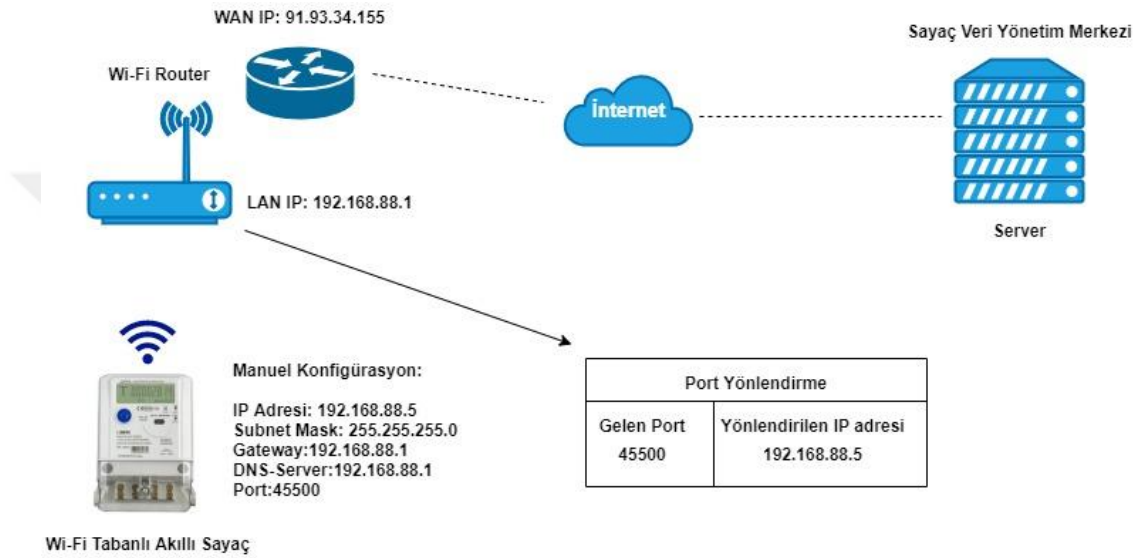 WAN IP: 91.93.34.155
Sayaç Veri Yönetim Merkezi
Wi-Fi Router
İnternet
LAN IP: 192.168.88.1
Server
Manuel Konfigürasyon:
IP Adresi: 192.168.88.5
Subnet Mask: 255.255.255.0
Gateway:192.168.88.1
DNS-Server:192.168.88.1
Port:45500
Port Yönlendirme
Gelen Port
45500
Yönlendirilen IP adresi
192.168.88.5
Wi-Fi Tabanlı Akıllı Sayaç